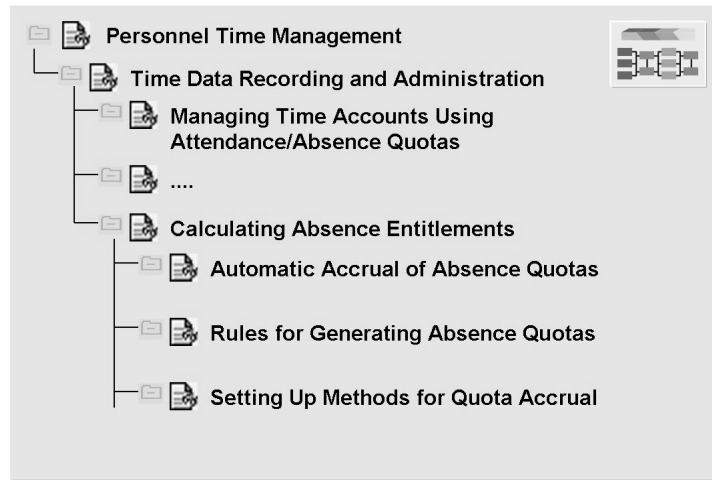 Personnel Time Management
Time Data Recording and Administration
Managing Time Accounts Using
Attendance/Absence Quotas
....
Calculating Absence Entitlements
Automatic Accrual of Absence Quotas
Rules for Generating Absence Quotas
Setting Up Methods for Quota Accrual